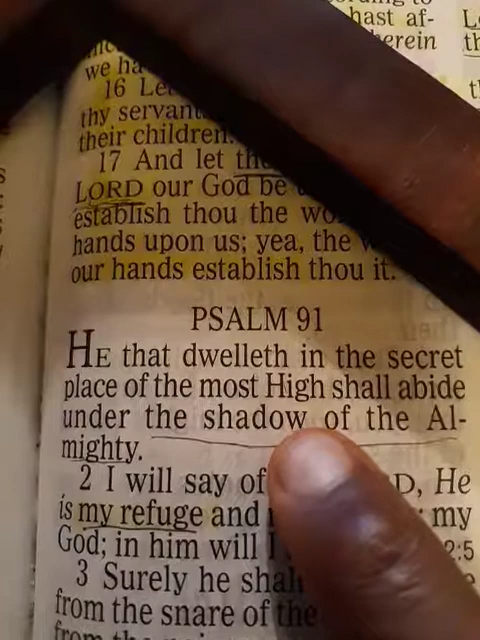 hast af-
herein
we ha
16 Let
thy servant
their children.
17 And let the
LORD our God be
establish thou the wo
hands upon us; yea, the w
our hands establish thou it.
PSALM 91
HE that dwelleth in the secret
place of the most High shall abide
under the shadow of the Al-
mighty.
2 I will say of D, He
is my refuge and : my
God; in him will I
2:5
3 Surely he shall
from the snare of the
from